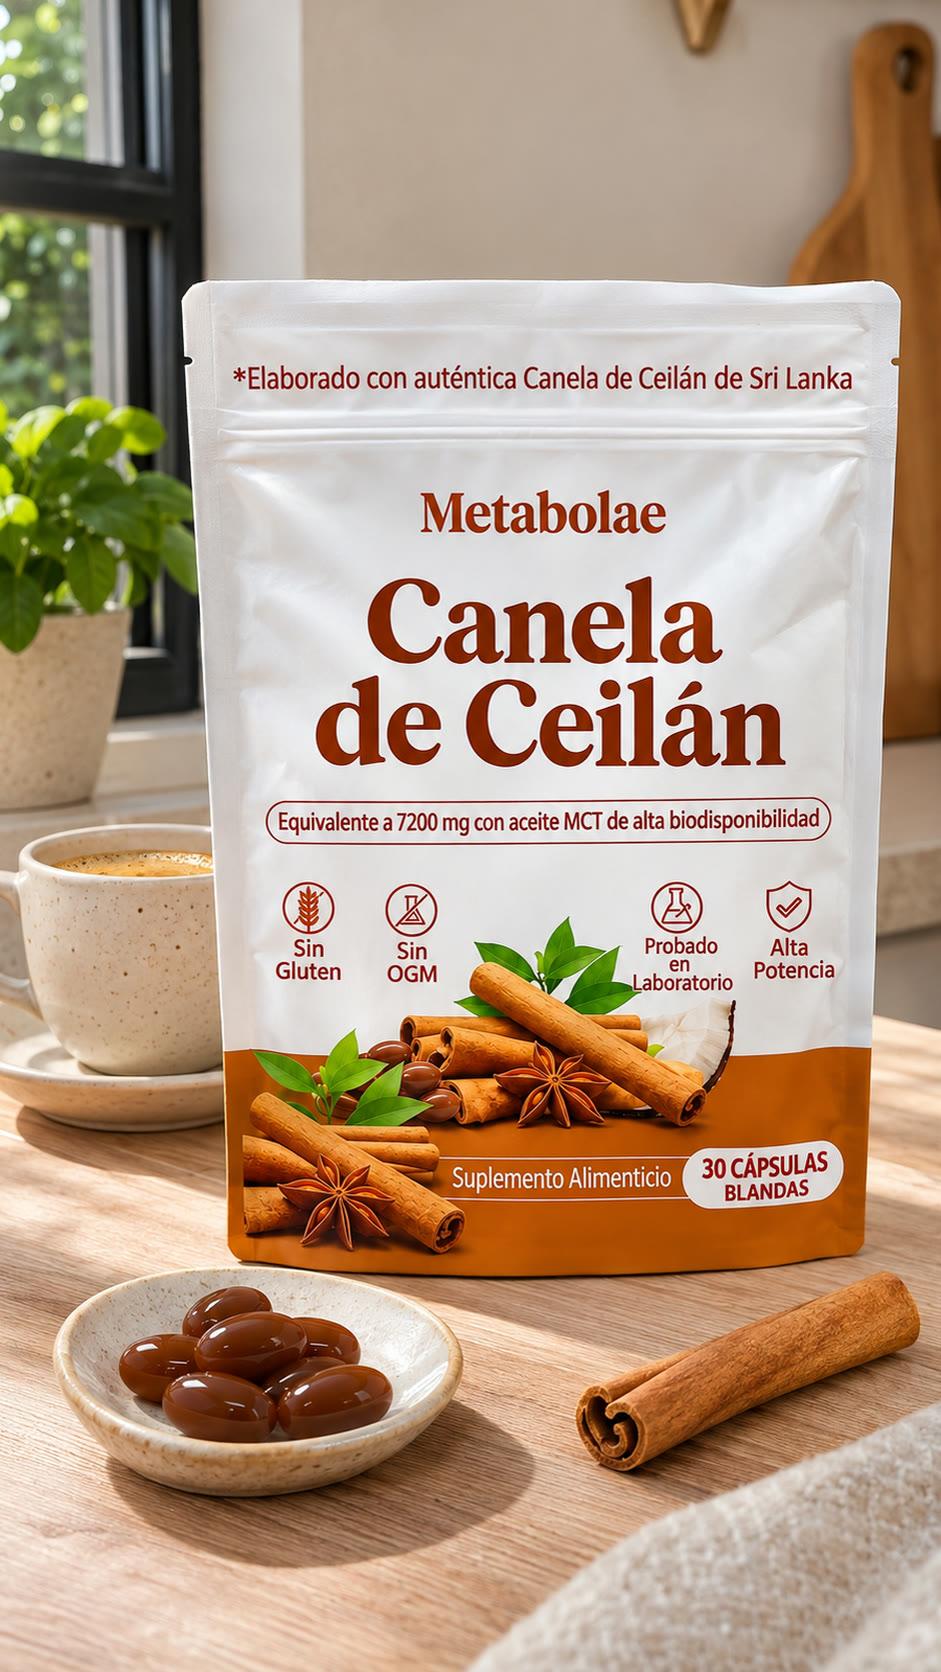 *Elaborado con auténtica Canela de Ceilán de Sri Lanka
Metabolae
Canela
de Ceilán
Equivalente a 7200 mg con aceite MCT de alta biodisponibilidad
Sin
Gluten
Sin
OGM
Probado
en
Laboratorio
Alta
Potencia
Suplemento Alimenticio
30 CÁPSULAS
BLANDAS